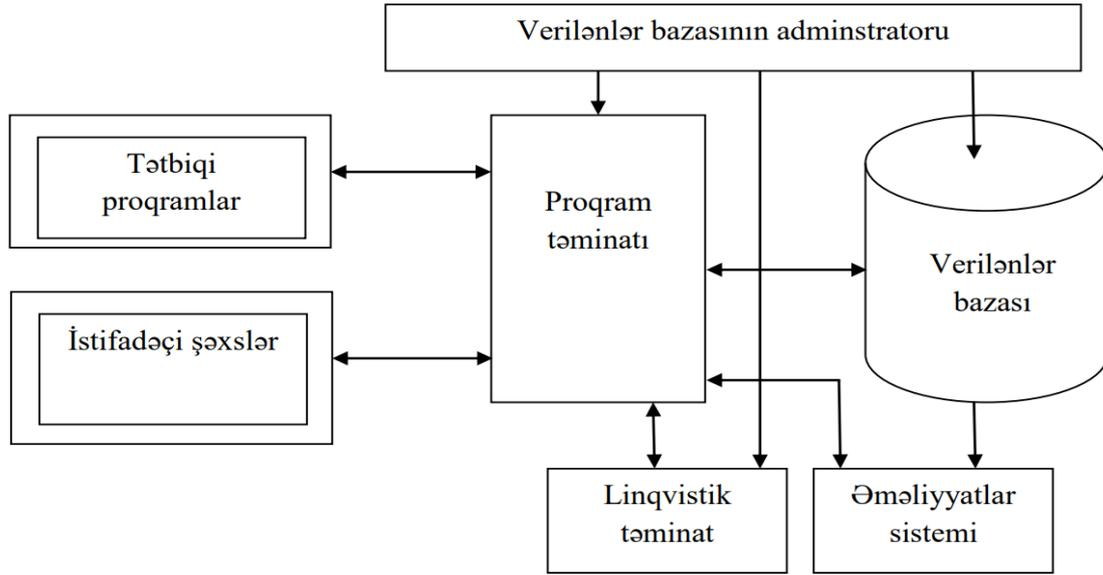 Verilənlər bazasının adminstratoru
Tətbiqi
proqramlar
Proqram
təminatı
Verilənlər
bazası
İstifadəçi şəxslər
Linqvistik
təminat
Əməliyyatlar
sistemi